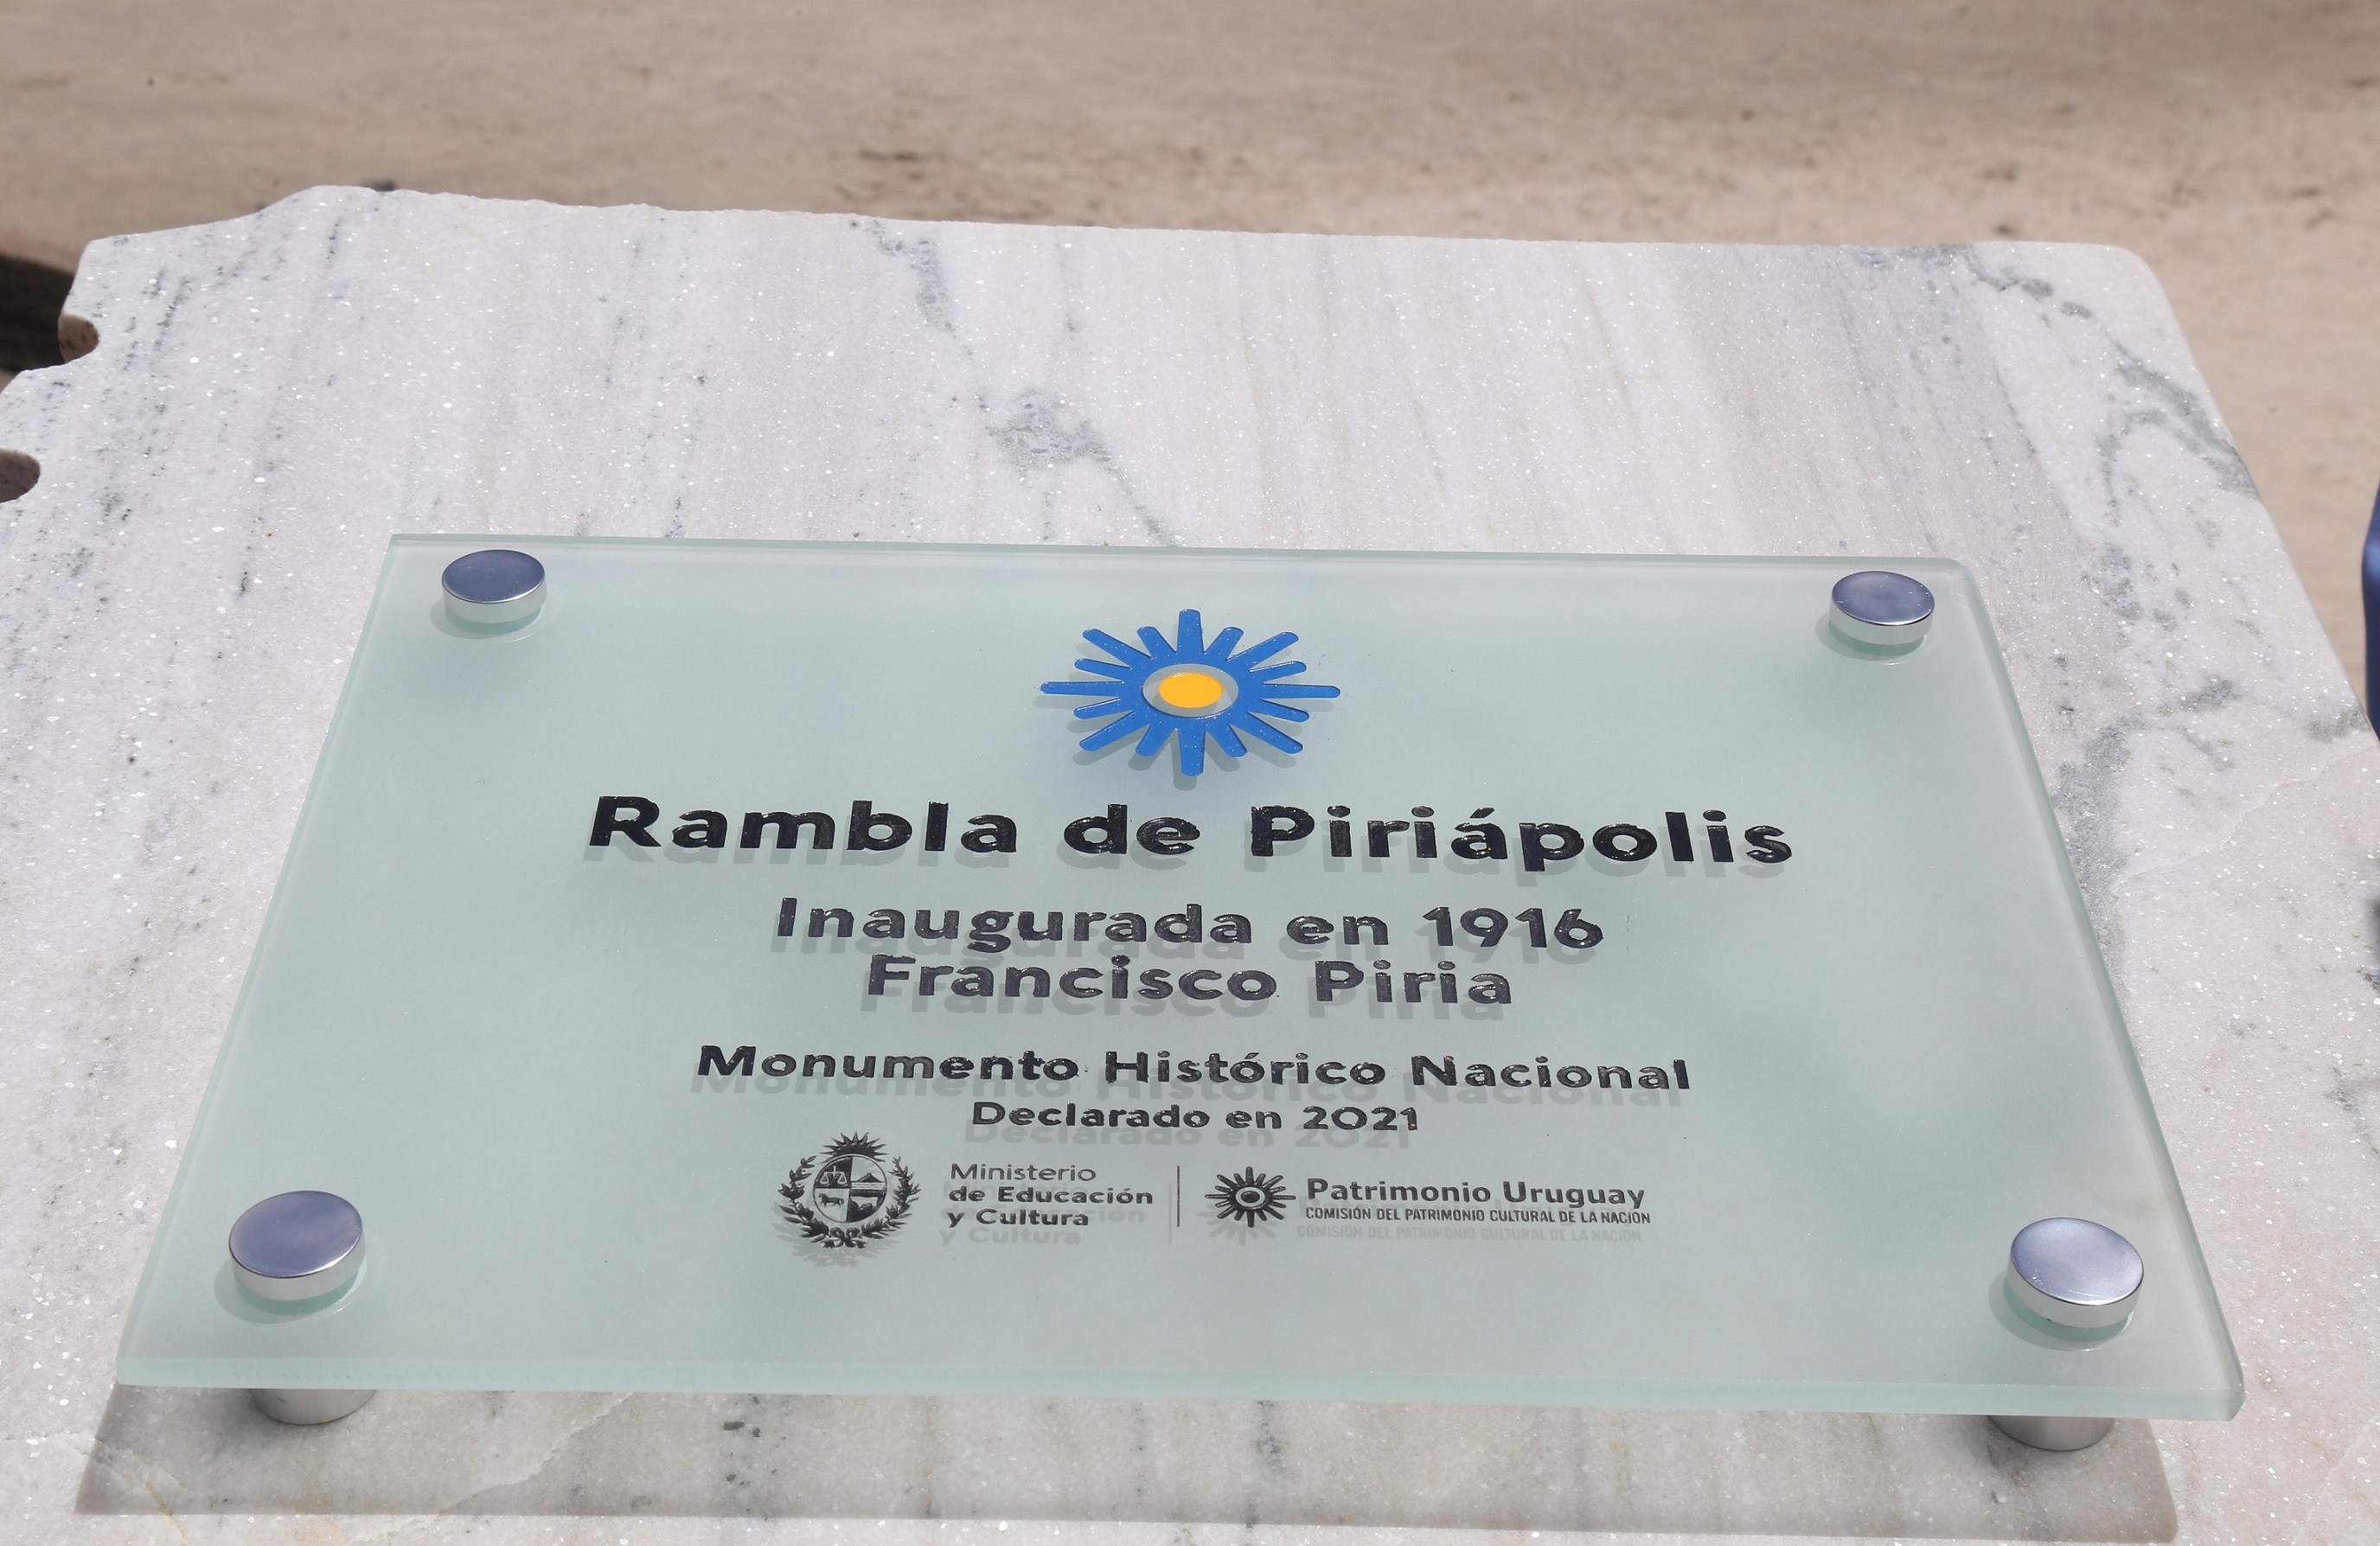 Rambla de Piriápolis
Inaugurada en 1916
Francisco Piria
Monumento Histórico Nacional
Declarado en 2021
Ministerio
de Educación
y Cultura
Patrimonio Uruguay
COMISIÓN DEL PATRIMONIO CULTURAL DE LA NACIÓN